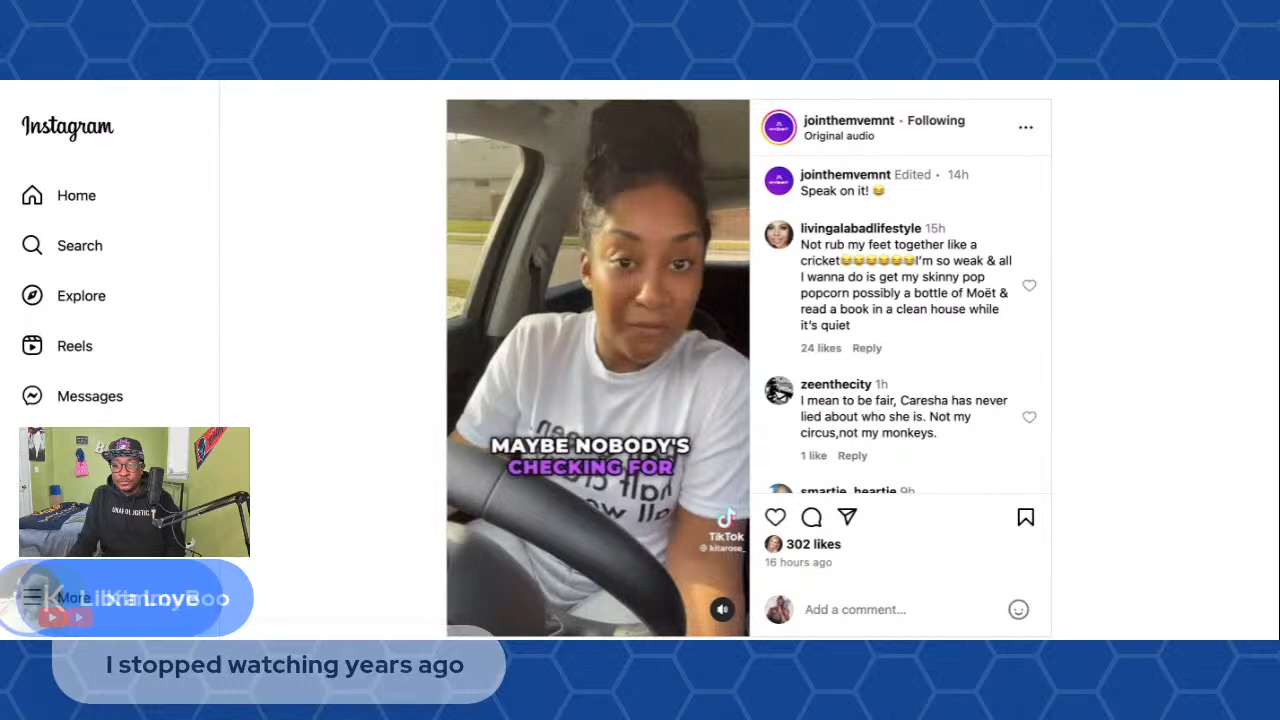 Instagram
Home
Search
Explore
Reels
Messages
More
MAYBE NOBODY'S
CHECKING FOR
TikTok
@ kitarose_
jointhemvemnt · Following
Original audio
jointhemvemnt Edited · 14h
Speak on it! 😂
livingalabadlifestyle 15h
Not rub my feet together like a
cricket😂😂😂😂😂😂I'm so weak & all
I wanna do is get my skinny pop
popcorn possibly a bottle of Moët &
read a book in a clean house while
it's quiet
24 likes Reply
zeenthecity 1h
I mean to be fair, Caresha has never
lied about who she is. Not my
circus,not my monkeys.
1 like Reply
smartie_heartie 9h
302 likes
16 hours ago
Add a comment...
I stopped watching years ago